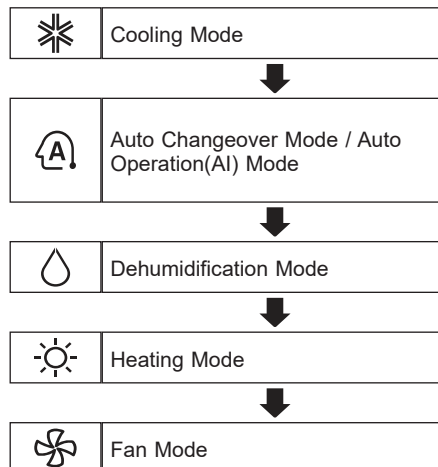 Cooling Mode
A
Auto Changeover Mode / Auto
Operation(AI) Mode
Dehumidification Mode
Heating Mode
Fan Mode